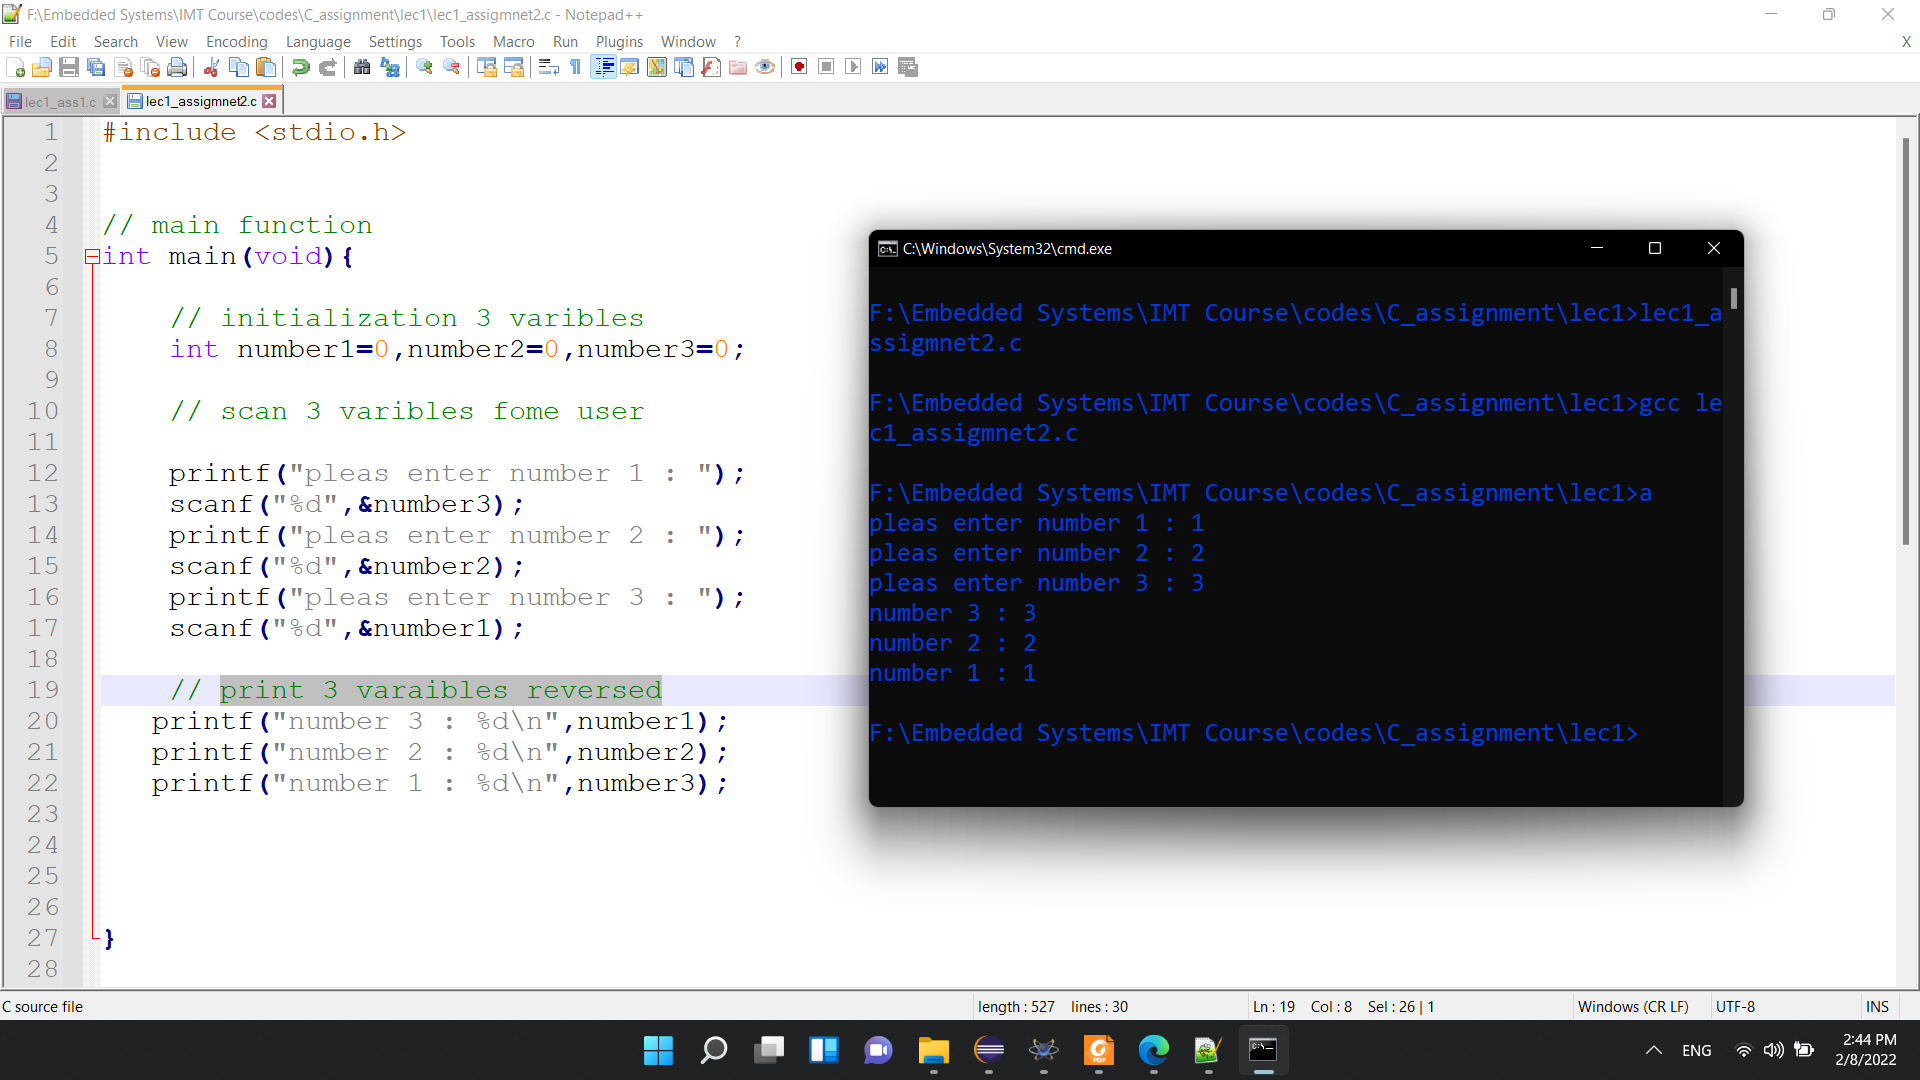 F:\Embedded Systems\IMT Course\codes\C_assignment\lec1\lec1_assigmnet2.c - Notepad++
File Edit Search View Encoding Language Settings Tools Macro Run Plugins Window ? X
lec1_ass1.c lec1_assigmnet2.c
1 #include <stdio.h>
2
3
4 // main function
5 int main(void){
6
7 // initialization 3 varibles
8 int number1=0,number2=0,number3=0;
9
10 // scan 3 varibles fome user
11
12 printf("pleas enter number 1 : ");
13 scanf("%d",&number3);
14 printf("pleas enter number 2 : ");
15 scanf("%d",&number2);
16 printf("pleas enter number 3 : ");
17 scanf("%d",&number1);
18
19 // print 3 varaibles reversed
20 printf("number 3 : %d\n",number1);
21 printf("number 2 : %d\n",number2);
22 printf("number 1 : %d\n",number3);
23
24
25
26
27 }
28
C:\Windows\System32\cmd.exe
F:\Embedded Systems\IMT Course\codes\C_assignment\lec1>lec1_a
ssigmnet2.c
F:\Embedded Systems\IMT Course\codes\C_assignment\lec1>gcc le
c1_assigmnet2.c
F:\Embedded Systems\IMT Course\codes\C_assignment\lec1>a
pleas enter number 1 : 1
pleas enter number 2 : 2
pleas enter number 3 : 3
number 3 : 3
number 2 : 2
number 1 : 1
F:\Embedded Systems\IMT Course\codes\C_assignment\lec1>
C source file length : 527 lines : 30 Ln : 19 Col : 8 Sel : 26 | 1 Windows (CR LF) UTF-8 INS
ENG 2:44 PM
2/8/2022